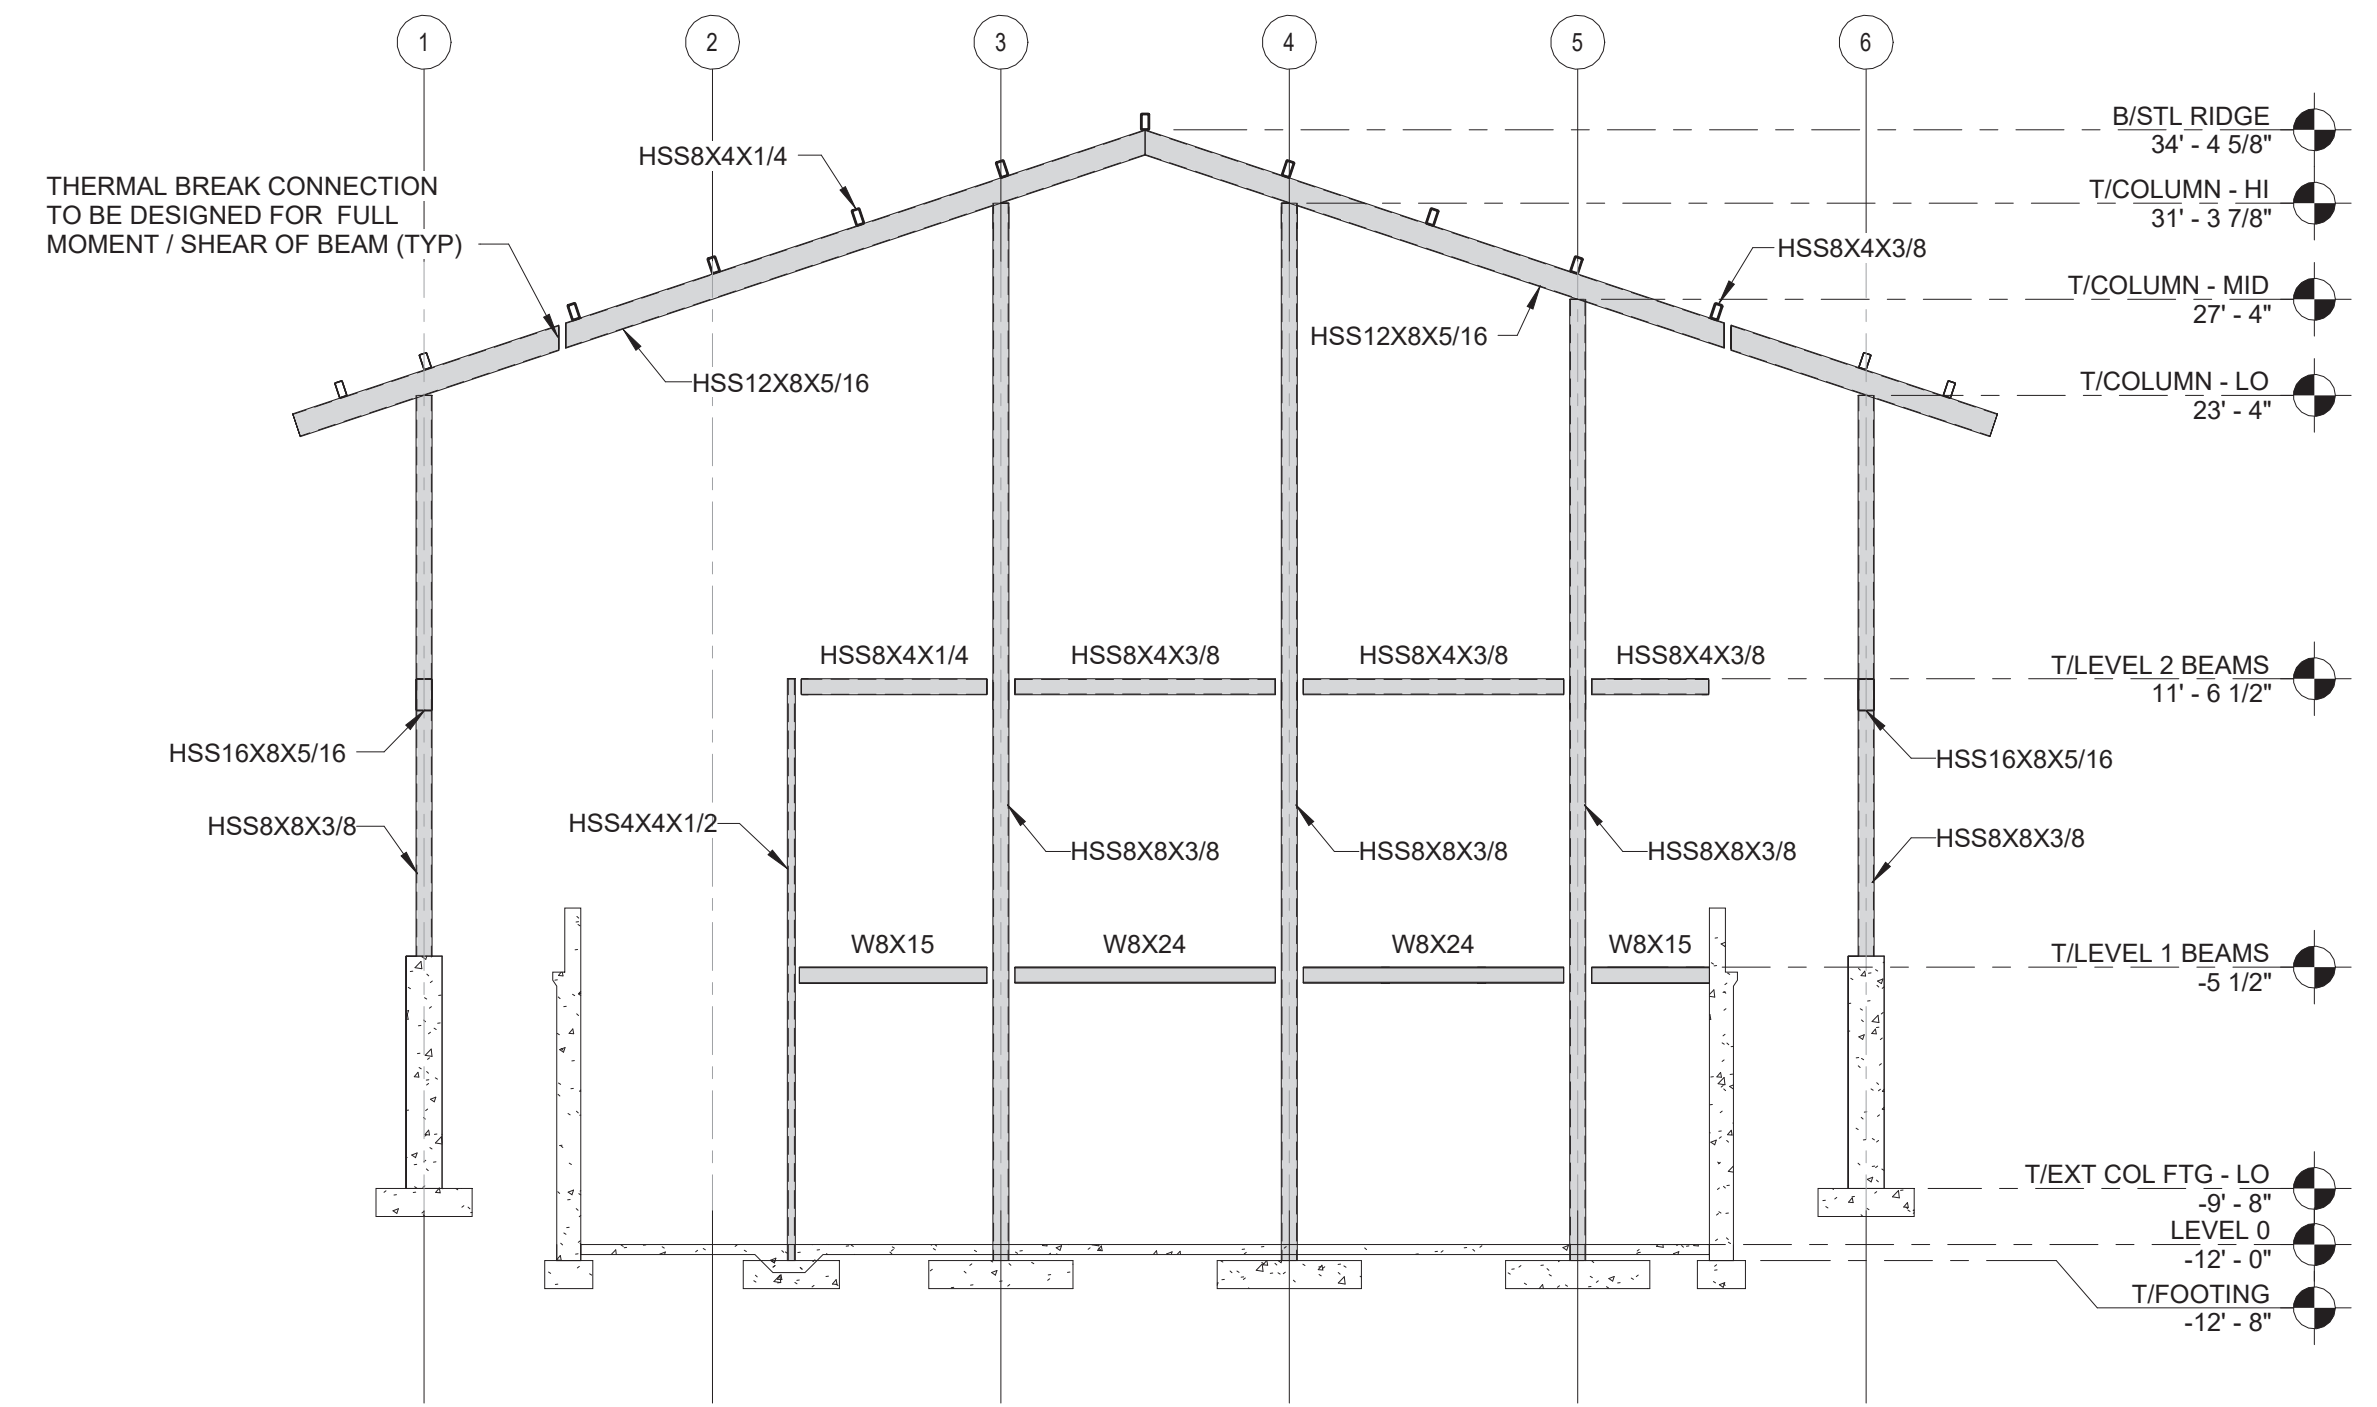 1
2
3
4
5
6
B/STL RIDGE
34' - 4 5/8"
HSS8X4X1/4
THERMAL BREAK CONNECTION
TO BE DESIGNED FOR  FULL
MOMENT / SHEAR OF BEAM (TYP)
T/COLUMN - HI
31' - 3 7/8"
HSS8X4X3/8
T/COLUMN - MID
27' - 4"
HSS12X8X5/16
HSS12X8X5/16
T/COLUMN - LO
23' - 4"
HSS8X4X1/4
HSS8X4X3/8
HSS8X4X3/8
HSS8X4X3/8
T/LEVEL 2 BEAMS
11' - 6 1/2"
HSS16X8X5/16
HSS16X8X5/16
HSS8X8X3/8
HSS4X4X1/2
HSS8X8X3/8
HSS8X8X3/8
HSS8X8X3/8
HSS8X8X3/8
W8X15
W8X24
W8X24
W8X15
T/LEVEL 1 BEAMS
-5 1/2"
T/EXT COL FTG - LO
-9' - 8"
LEVEL 0
-12' - 0"
T/FOOTING
-12' - 8"